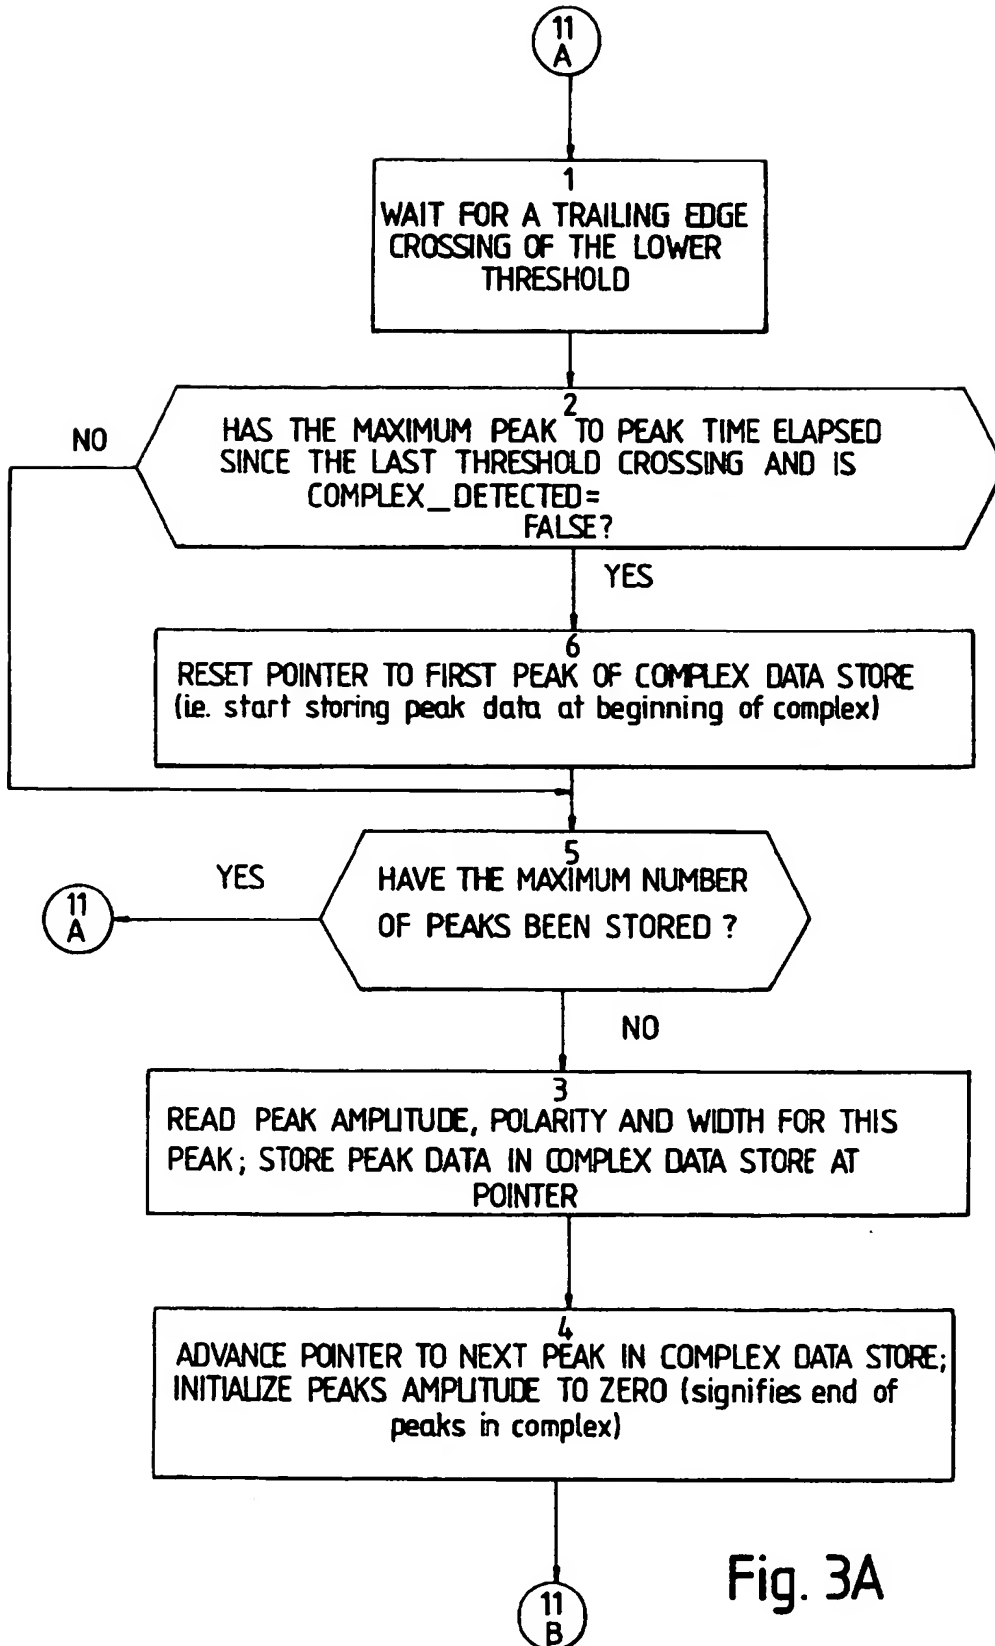 11
A
1
WAIT FOR A TRAILING EDGE
CROSSING OF THE LOWER
THRESHOLD
2
HAS THE MAXIMUM PEAK TO PEAK TIME ELAPSED
SINCE THE LAST THRESHOLD CROSSING AND IS
COMPLEX_DETECTED=
FALSE?
NO
YES
6
RESET POINTER TO FIRST PEAK OF COMPLEX DATA STORE
(i.e. start storing peak data at beginning of complex)
5
HAVE THE MAXIMUM NUMBER
OF PEAKS BEEN STORED ?
YES
11
A
NO
3
READ PEAK AMPLITUDE, POLARITY AND WIDTH FOR THIS
PEAK; STORE PEAK DATA IN COMPLEX DATA STORE AT
POINTER
4
ADVANCE POINTER TO NEXT PEAK IN COMPLEX DATA STORE;
INITIALIZE PEAKS AMPLITUDE TO ZERO (signifies end of
peaks in complex)
11
B
Fig. 3A